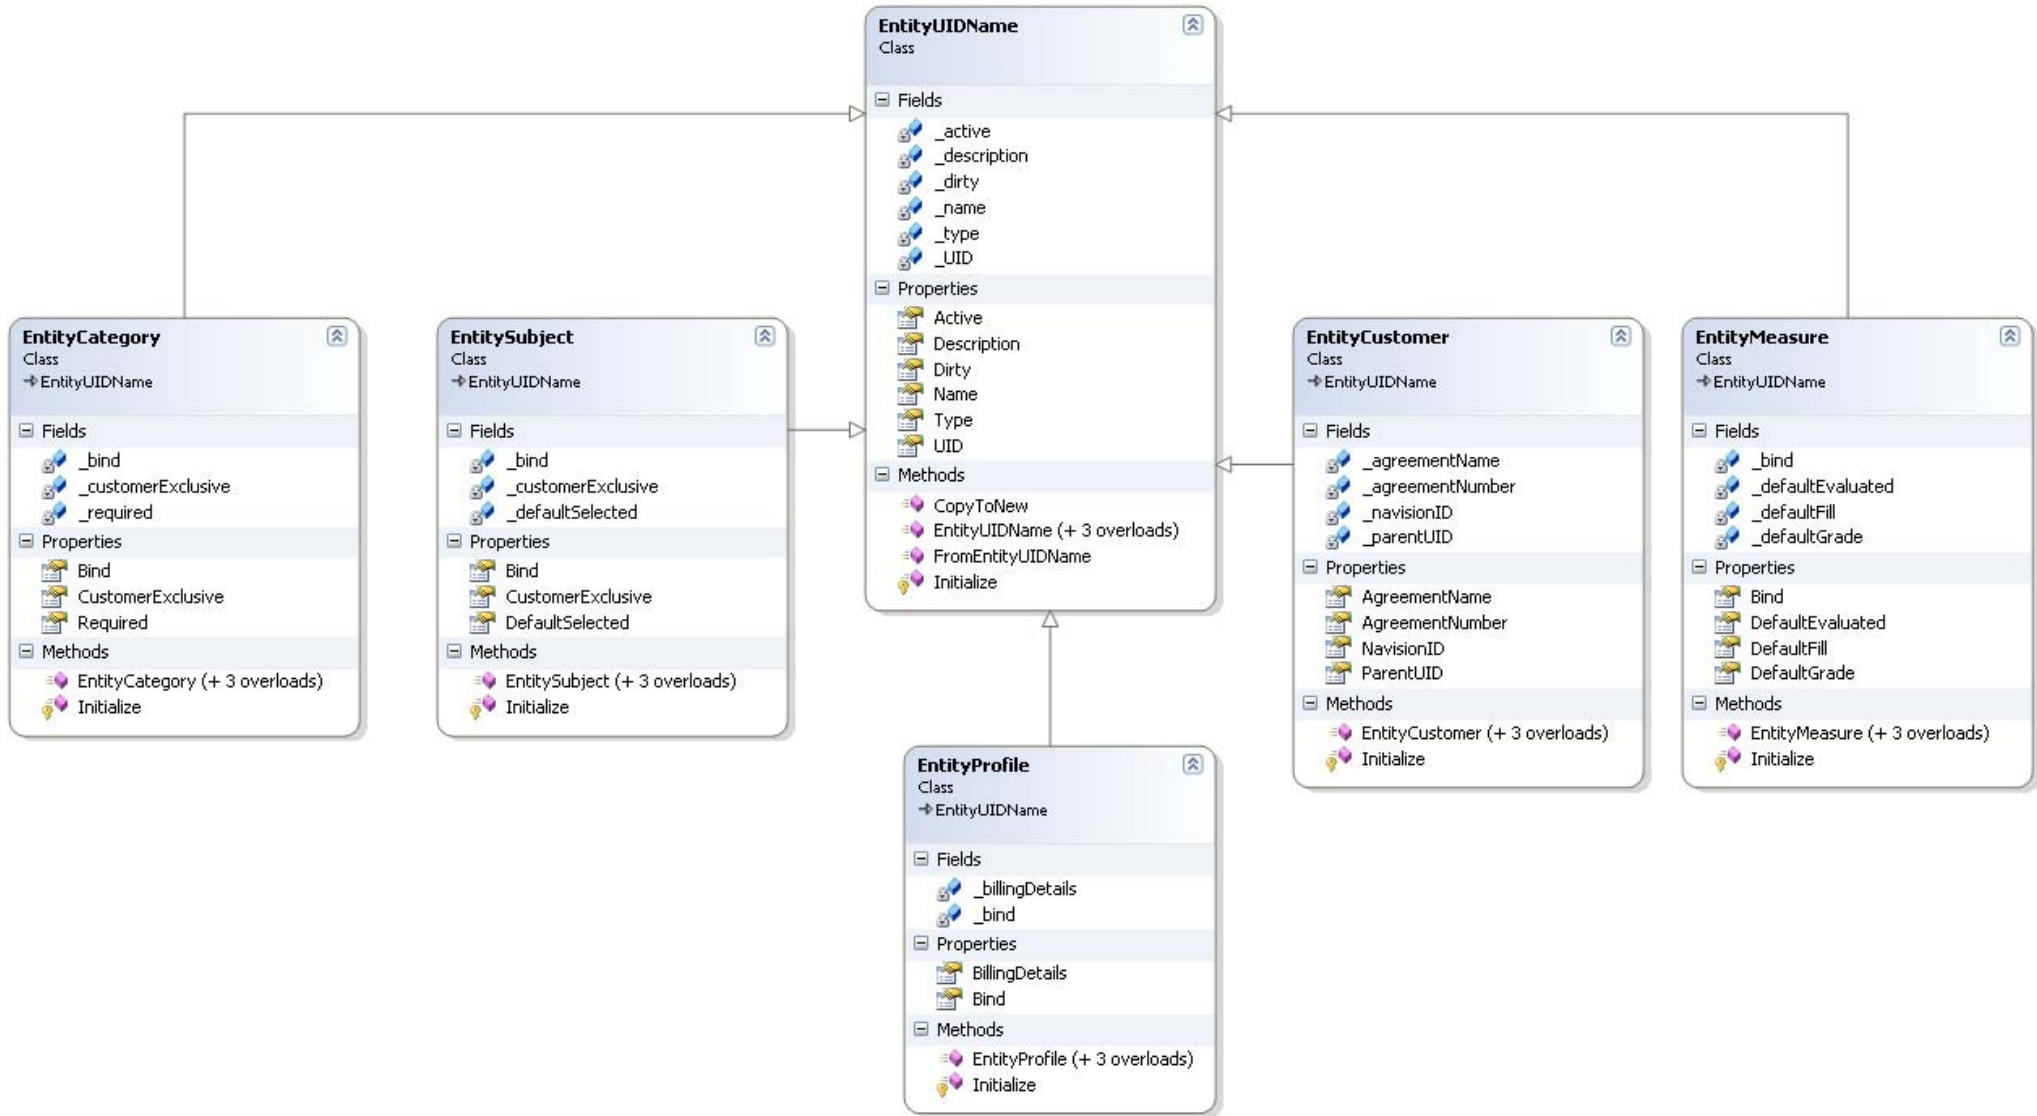 EntityUIDName
Class
Fields
_active
_description
_dirty
_name
_type
_UID
Properties
Active
Description
Dirty
Name
Type
UID
Methods
CopyToNew
EntityUIDName (+ 3 overloads)
FromEntityUIDName
Initialize
EntityCategory
Class
EntityUIDName
Fields
_bind
_customerExclusive
_required
Properties
Bind
CustomerExclusive
Required
Methods
EntityCategory (+ 3 overloads)
Initialize
EntitySubject
Class
EntityUIDName
Fields
_bind
_customerExclusive
_defaultSelected
Properties
Bind
CustomerExclusive
DefaultSelected
Methods
EntitySubject (+ 3 overloads)
Initialize
EntityCustomer
Class
EntityUIDName
Fields
_agreementName
_agreementNumber
_navisionID
_parentUID
Properties
AgreementName
AgreementNumber
NavisionID
ParentUID
Methods
EntityCustomer (+ 3 overloads)
Initialize
EntityMeasure
Class
EntityUIDName
Fields
_bind
_defaultEvaluated
_defaultFill
_defaultGrade
Properties
Bind
DefaultEvaluated
DefaultFill
DefaultGrade
Methods
EntityMeasure (+ 3 overloads)
Initialize
EntityProfile
Class
EntityUIDName
Fields
_billingDetails
_bind
Properties
BillingDetails
Bind
Methods
EntityProfile (+ 3 overloads)
Initialize